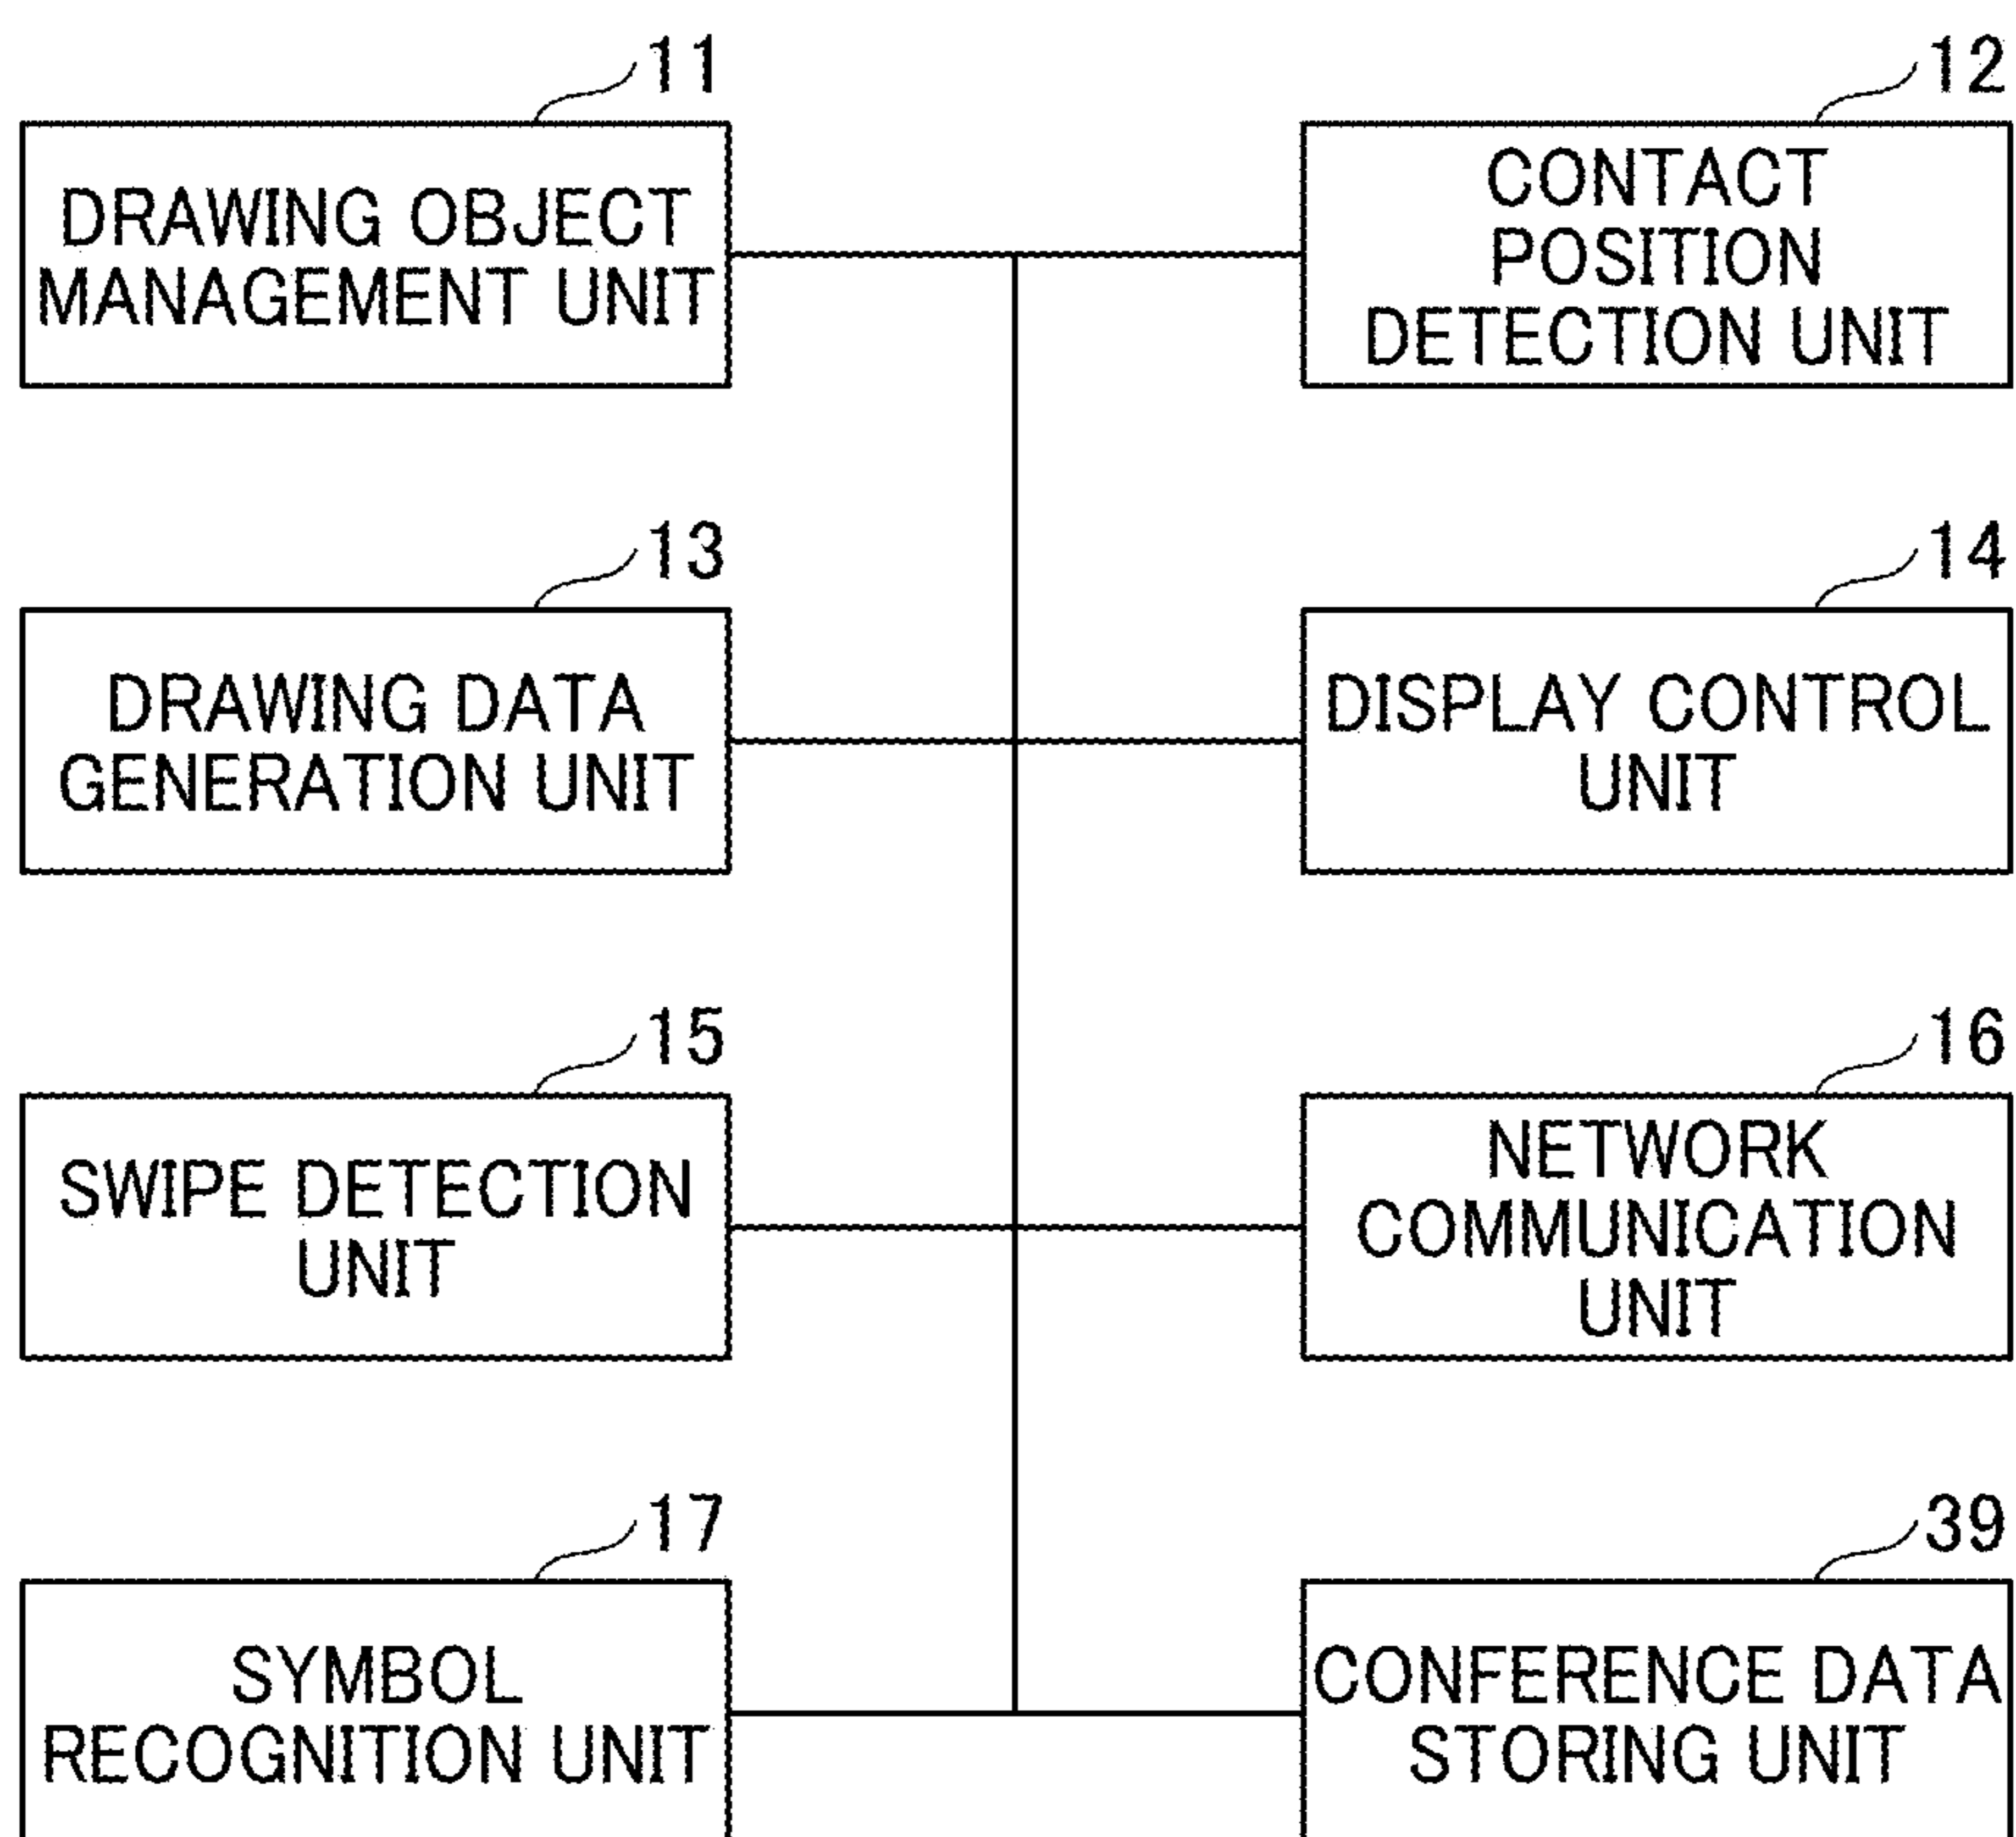 11
DRAWING OBJECT
MANAGEMENT UNIT
12
CONTACT
POSITION
DETECTION UNIT
13
DRAWING DATA
GENERATION UNIT
14
DISPLAY CONTROL
UNIT
15
SWIPE DETECTION
UNIT
16
NETWORK
COMMUNICATION
UNIT
17
SYMBOL
RECOGNITION UNIT
39
CONFERENCE DATA
STORING UNIT